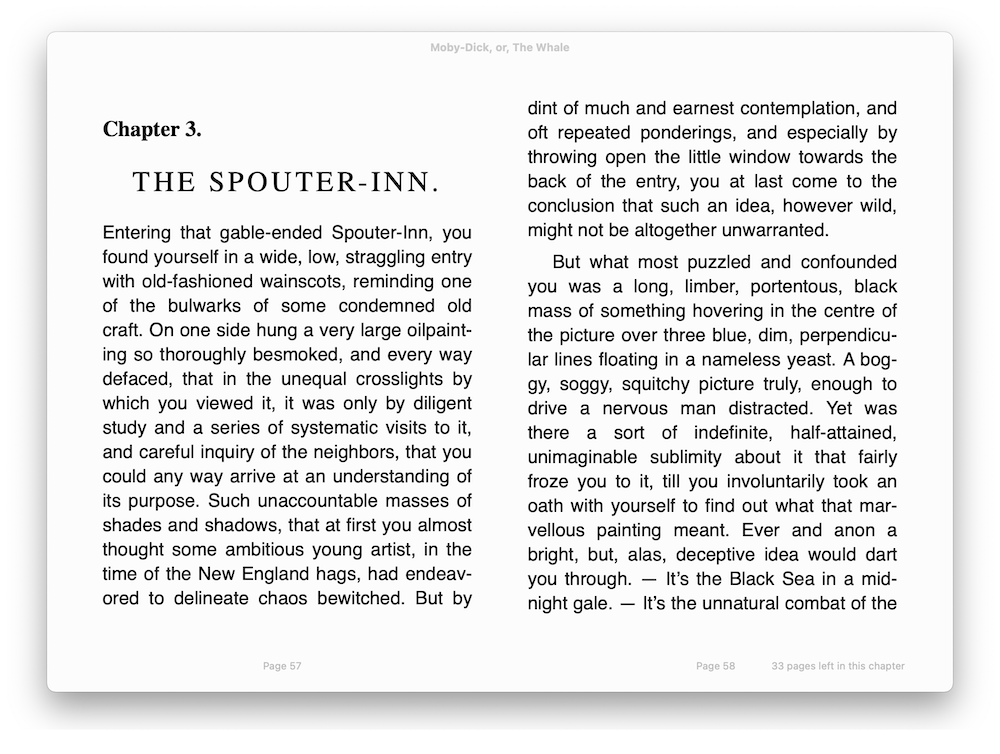 Moby-Dick, or, The Whale
Chapter 3.
THE SPOUTER-INN.
Entering that gable-ended Spouter-Inn, you
found yourself in a wide, low, straggling entry
with old-fashioned wainscots, reminding one
of the bulwarks of some condemned old
craft. On one side hung a very large oilpaint-
ing so thoroughly besmoked, and every way
defaced, that in the unequal crosslights by
which you viewed it, it was only by diligent
study and a series of systematic visits to it,
and careful inquiry of the neighbors, that you
could any way arrive at an understanding of
its purpose. Such unaccountable masses of
shades and shadows, that at first you almost
thought some ambitious young artist, in the
time of the New England hags, had endeav-
ored to delineate chaos bewitched. But by
Page 57
dint of much and earnest contemplation, and
oft repeated ponderings, and especially by
throwing open the little window towards the
back of the entry, you at last come to the
conclusion that such an idea, however wild,
might not be altogether unwarranted.
But what most puzzled and confounded
you was a long, limber, portentous, black
mass of something hovering in the centre of
the picture over three blue, dim, perpendicu-
lar lines floating in a nameless yeast. A bog-
gy, soggy, squitchy picture truly, enough to
drive a nervous man distracted. Yet was
there a sort of indefinite, half-attained,
unimaginable sublimity about it that fairly
froze you to it, till you involuntarily took an
oath with yourself to find out what that mar-
vellous painting meant. Ever and anon a
bright, but, alas, deceptive idea would dart
you through. — It’s the Black Sea in a mid-
night gale. — It’s the unnatural combat of the
Page 58
33 pages left in this chapter